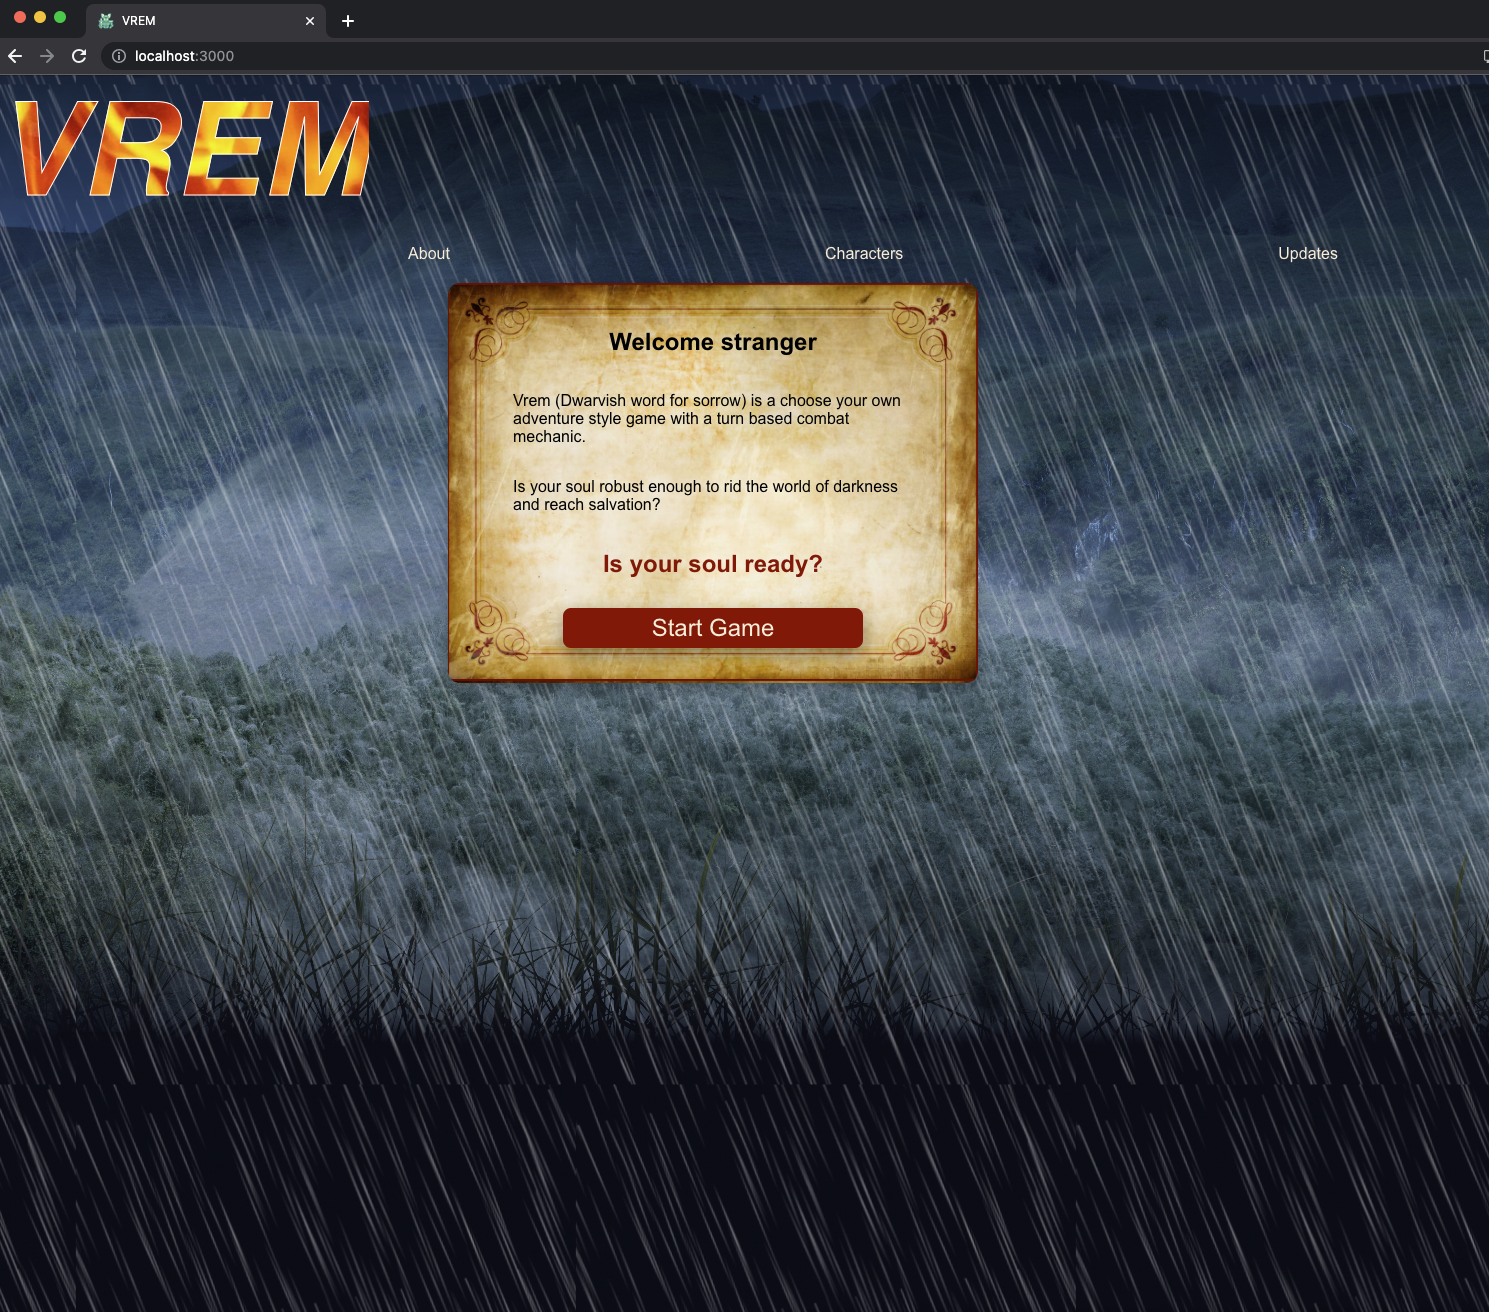 VREM
localhost:3000
VREM
About Characters Updates
Welcome stranger
Vrem (Dwarvish word for sorrow) is a choose your own
adventure style game with a turn based combat
mechanic.
Is your soul robust enough to rid the world of darkness
and reach salvation?
Is your soul ready?
Start Game